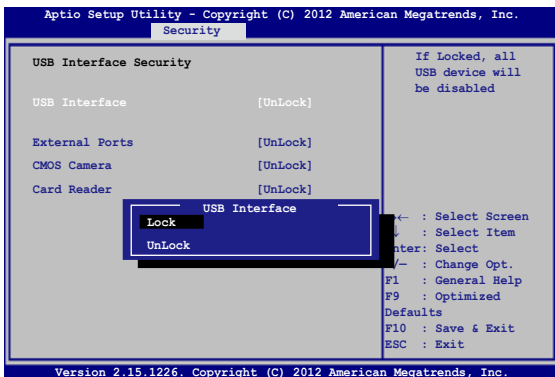 Aptio Setup Utility - Copyright (C) 2012 American Megatrends, Inc.
Security
USB Interface Security
USB Interface [UnLock]
External Ports [UnLock]
CMOS Camera [UnLock]
Card Reader [UnLock]
USB Interface
Lock
UnLock
If Locked, all
USB device will
be disabled
← : Select Screen
↓ : Select Item
nter: Select
/— : Change Opt.
F1 : General Help
F9 : Optimized
Defaults
F10 : Save & Exit
ESC : Exit
Version 2.15.1226. Copyright (C) 2012 American Megatrends, Inc.